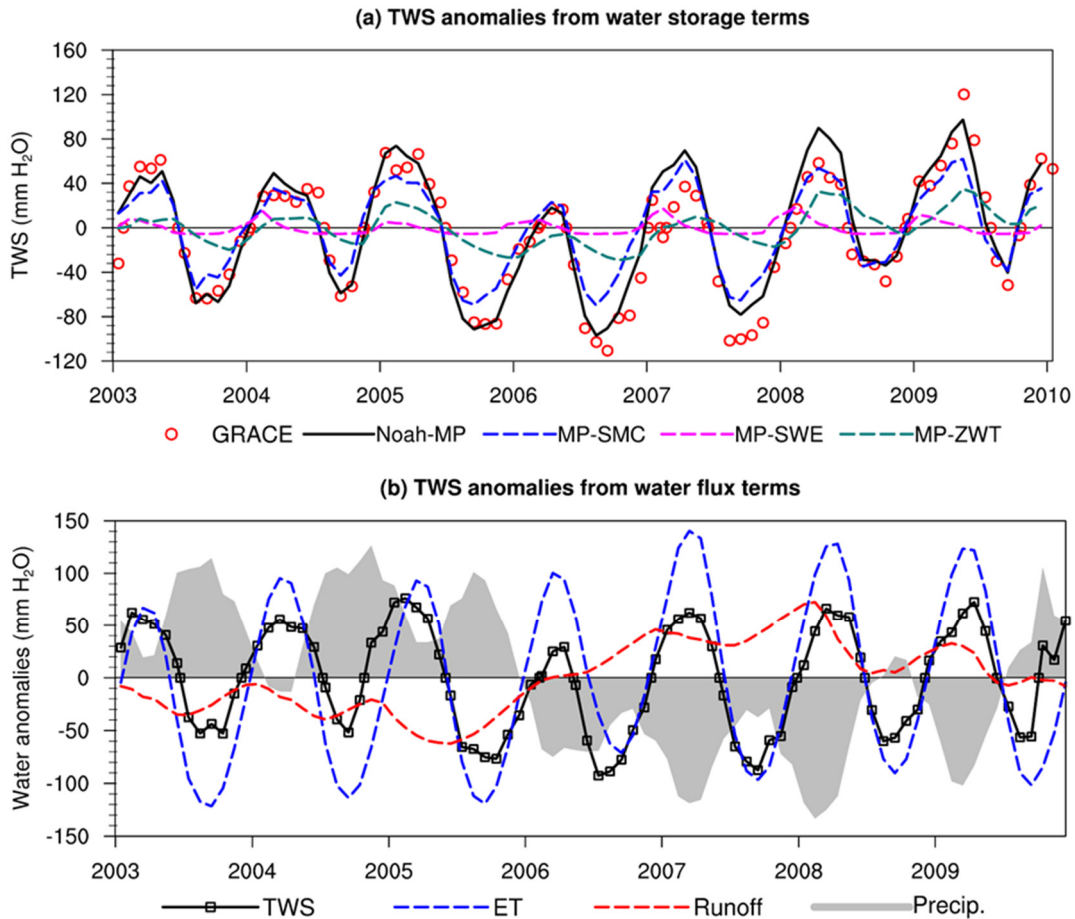 (a) TWS anomalies from water storage terms
TWS (mm H₂O)
160
120
80
40
0
-40
-80
-120
2003 2004 2005 2006 2007 2008 2009 2010
GRACE Noah-MP MP-SMC MP-SWE MP-ZWT
(b) TWS anomalies from water flux terms
Water anomalies (mm H₂O)
150
100
50
0
-50
-100
-150
2003 2004 2005 2006 2007 2008 2009
TWS ET Runoff Precip.